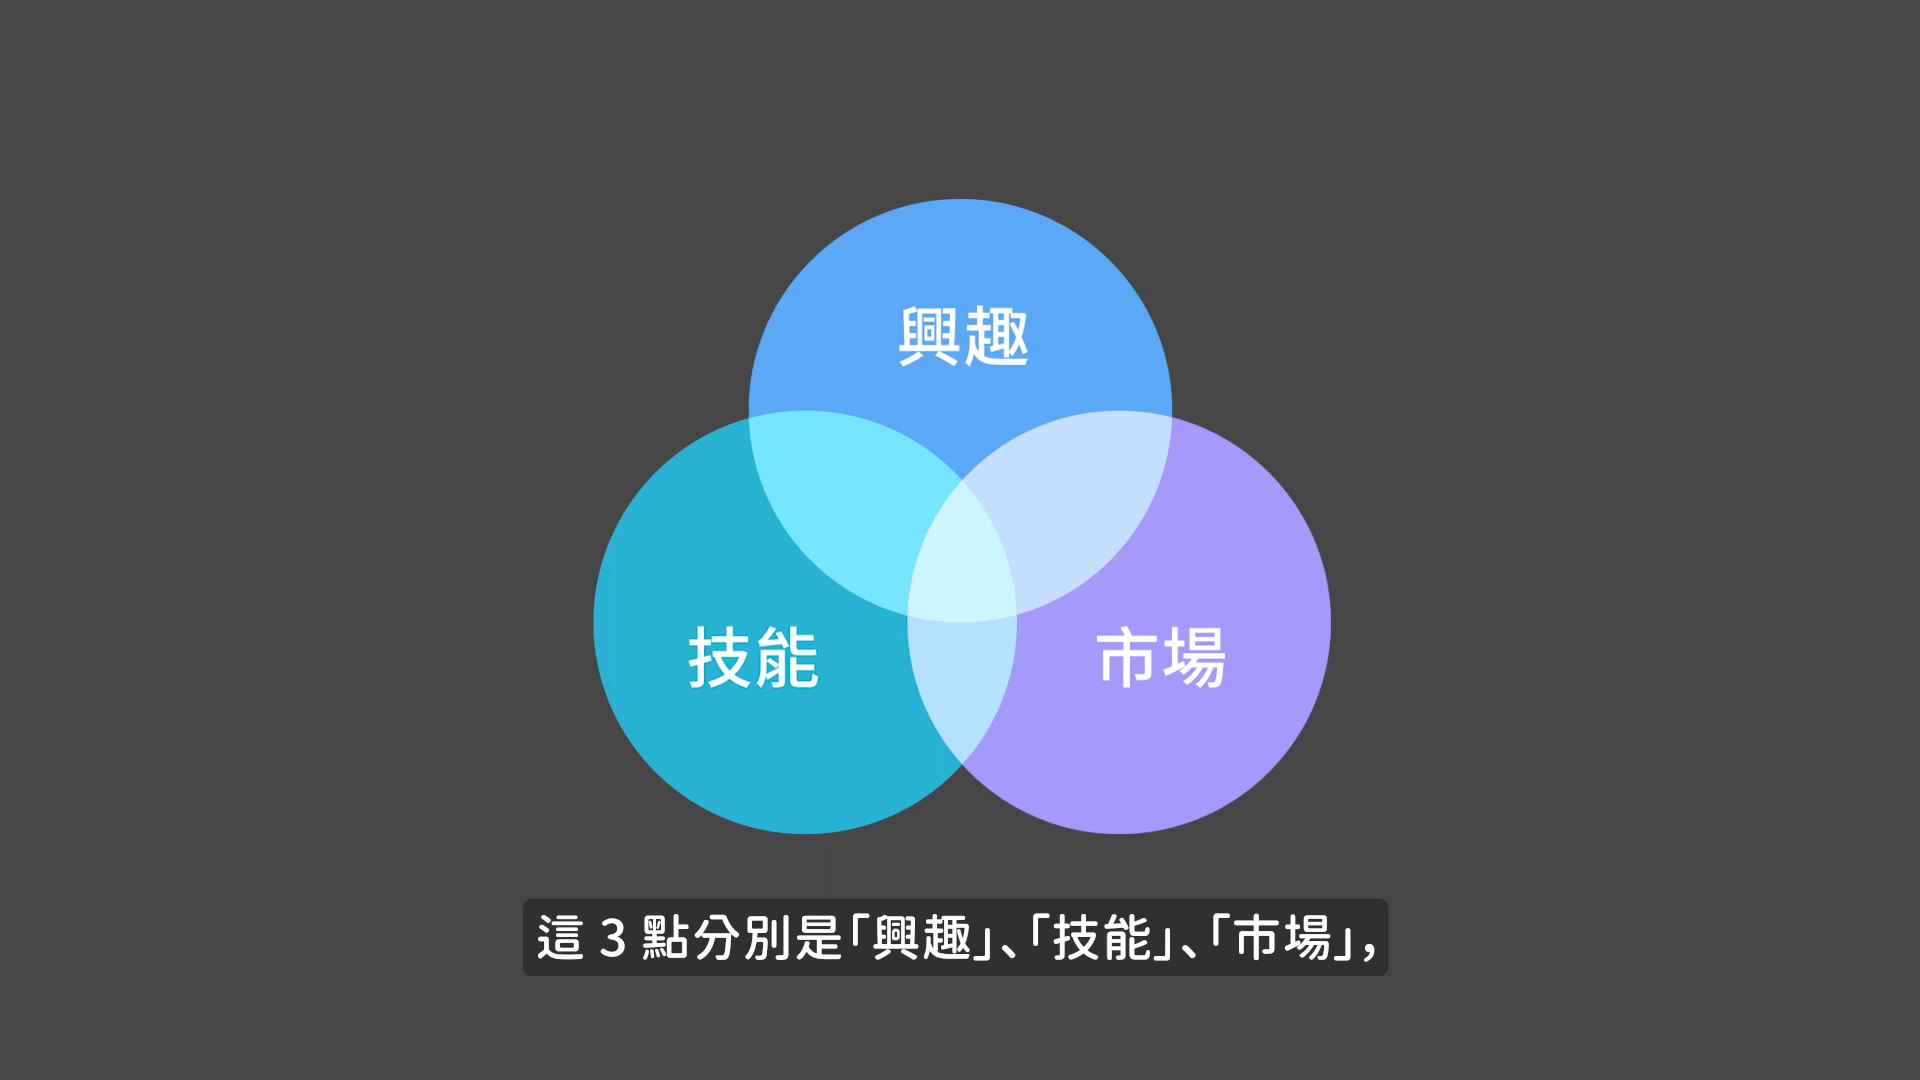 興趣
技能
市場
這 3 點分別是「興趣」、「技能」、「市場」，